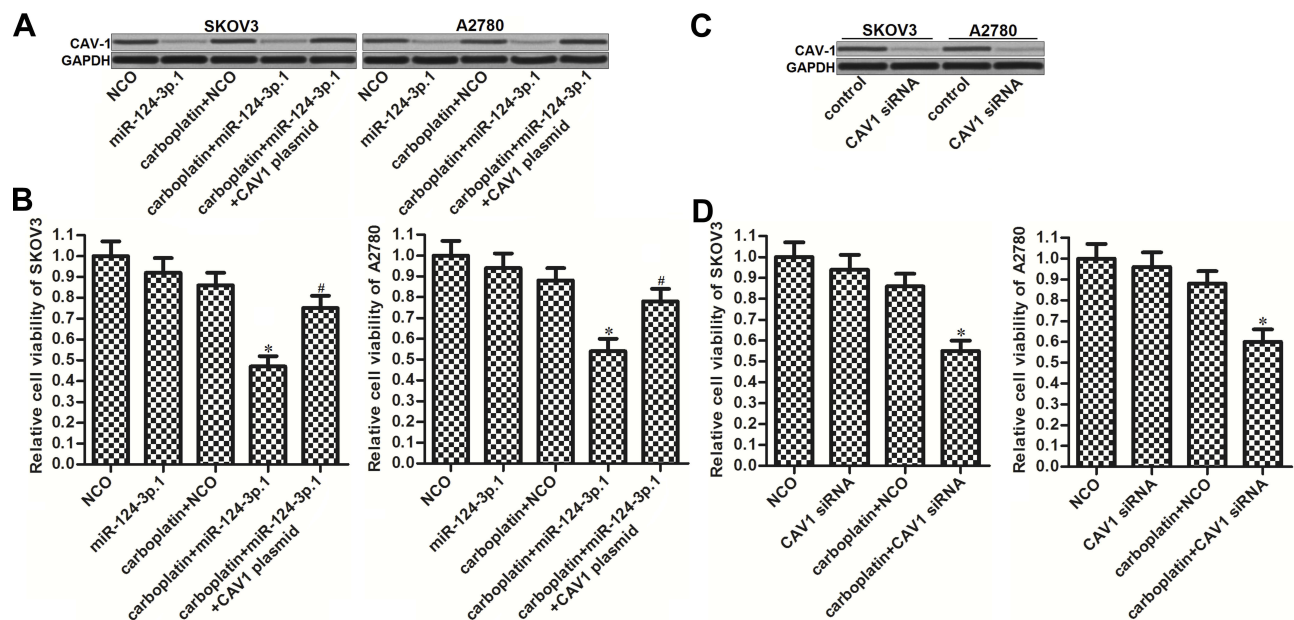 A
SKOV3
A2780
CAV-1
GAPDH
NCO
miR-124-3p.1
carboplatin+NCO
carboplatin+miR-124-3p.1
carboplatin+miR-124-3p.1
+CAV1 plasmid
NCO
miR-124-3p.1
carboplatin+NCO
carboplatin+miR-124-3p.1
carboplatin+miR-124-3p.1
+CAV1 plasmid
C
SKOV3
A2780
CAV-1
GAPDH
control
CAV1 siRNA
control
CAV1 siRNA
B
Relative cell viability of SKOV3
1.1
1.0
0.9
0.8
0.7
0.6
0.5
0.4
0.3
0.2
0.1
0.0
*
#
NCO
miR-124-3p.1
carboplatin+NCO
carboplatin+miR-124-3p.1
carboplatin+miR-124-3p.1
+CAV1 plasmid
Relative cell viability of A2780
1.1
1.0
0.9
0.8
0.7
0.6
0.5
0.4
0.3
0.2
0.1
0.0
*
#
NCO
miR-124-3p.1
carboplatin+NCO
carboplatin+miR-124-3p.1
carboplatin+miR-124-3p.1
+CAV1 plasmid
D
Relative cell viability of SKOV3
1.1
1.0
0.9
0.8
0.7
0.6
0.5
0.4
0.3
0.2
0.1
0.0
*
NCO
CAV1 siRNA
carboplatin+NCO
carboplatin+CAV1 siRNA
Relative cell viability of A2780
1.1
1.0
0.9
0.8
0.7
0.6
0.5
0.4
0.3
0.2
0.1
0.0
*
NCO
CAV1 siRNA
carboplatin+NCO
carboplatin+CAV1 siRNA